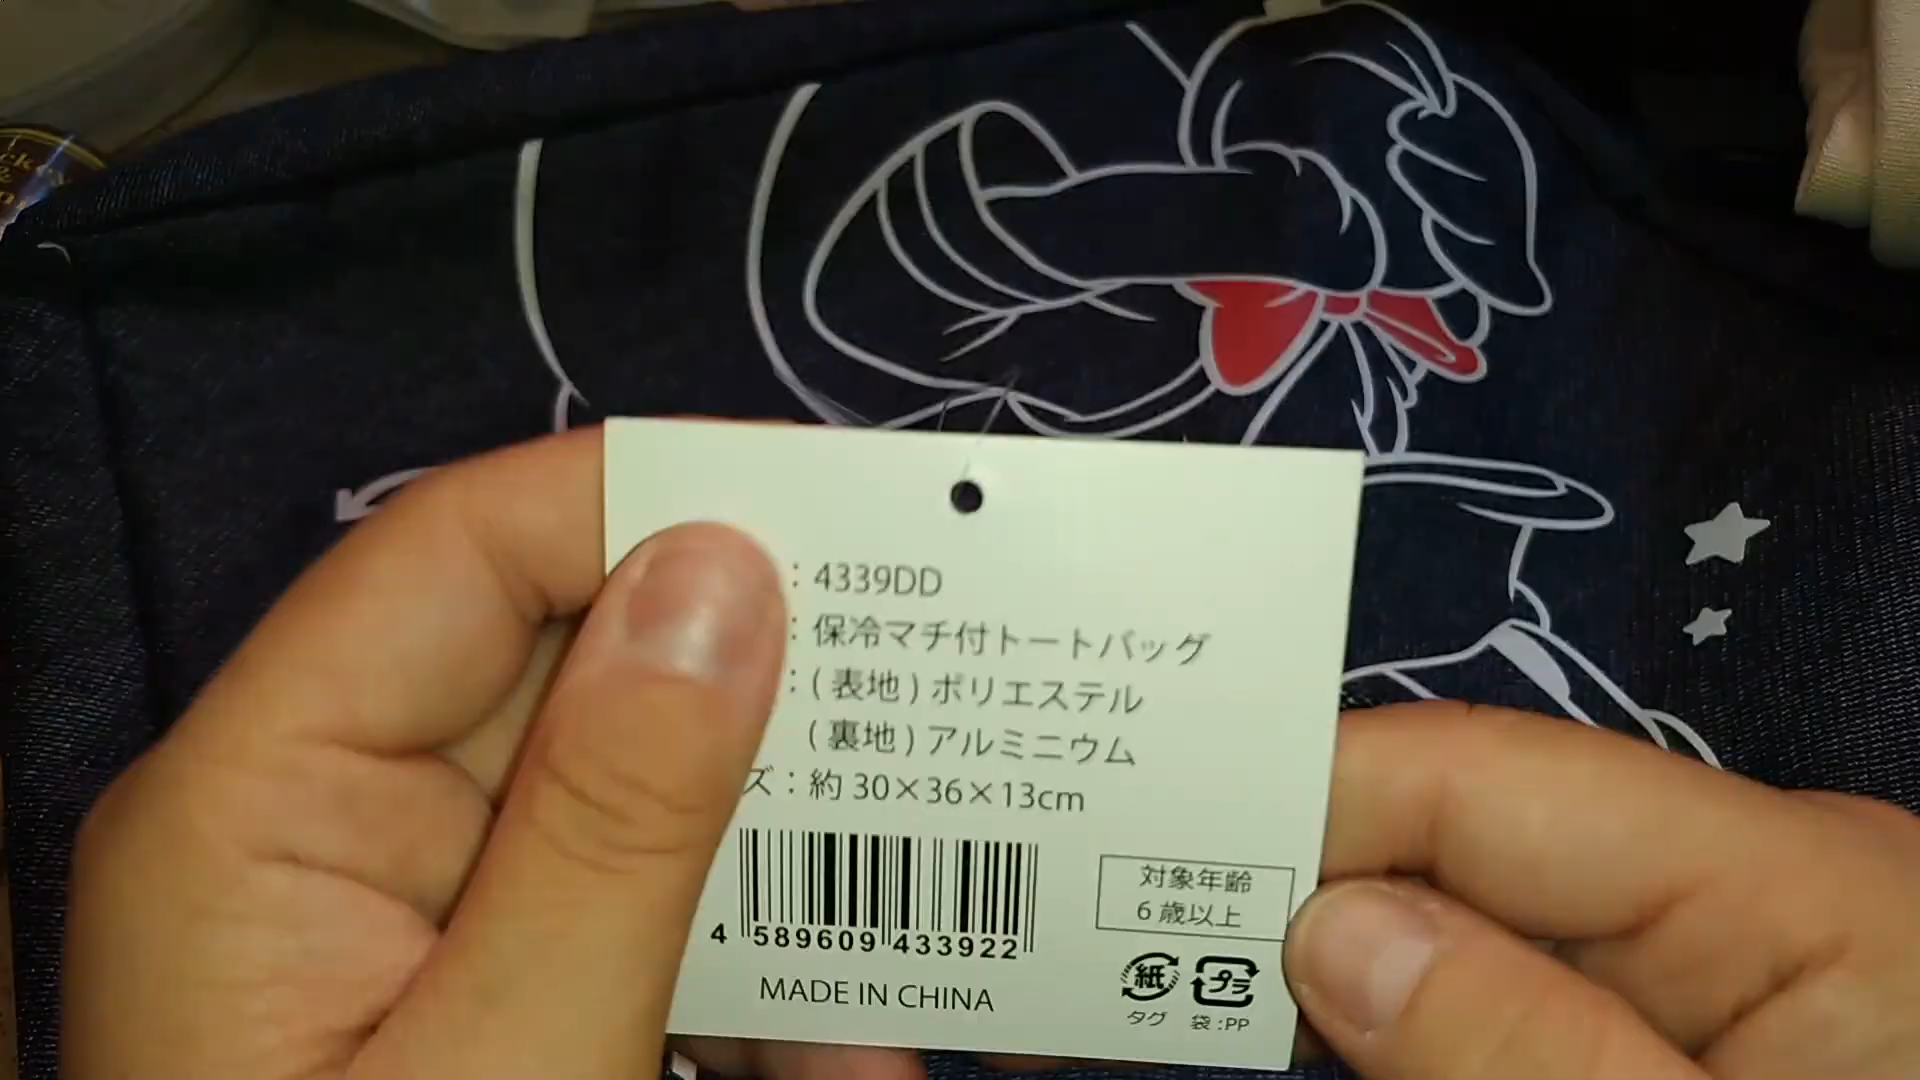 : 4339DD
: 保冷マチ付トートバッグ
: (表地) ポリエステル
(裏地) アルミニウム
ズ : 約 30×36×13cm
4 589609 433922
MADE IN CHINA
対象年齢
6 歳以上
紙
プラ
タグ
袋 : PP